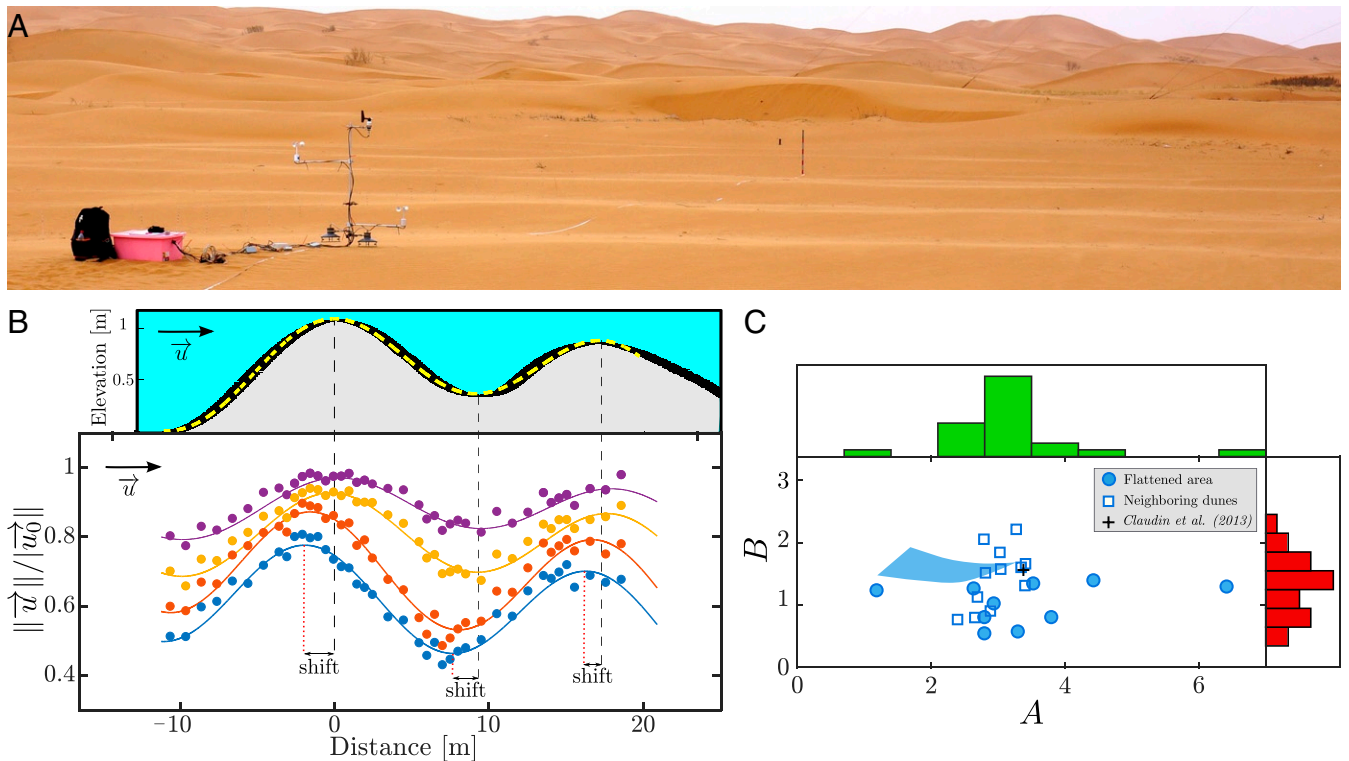 A
B
Elevation [m]
1
0.5
u
u
||u||/||u₀||
1
0.8
0.6
0.4
shift
shift
shift
−10
0
10
20
Distance [m]
C
Flattened area
Neighboring dunes
Claudin et al. (2013)
B
3
2
1
0
0
2
4
6
A